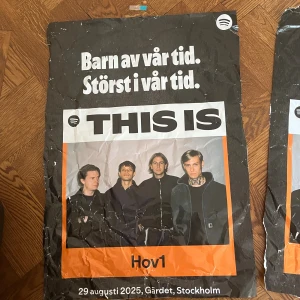 Barn av vår tid.
Störst i vår tid.
THIS IS
Hov1
29 augusti 2025, Gärdet, Stockholm